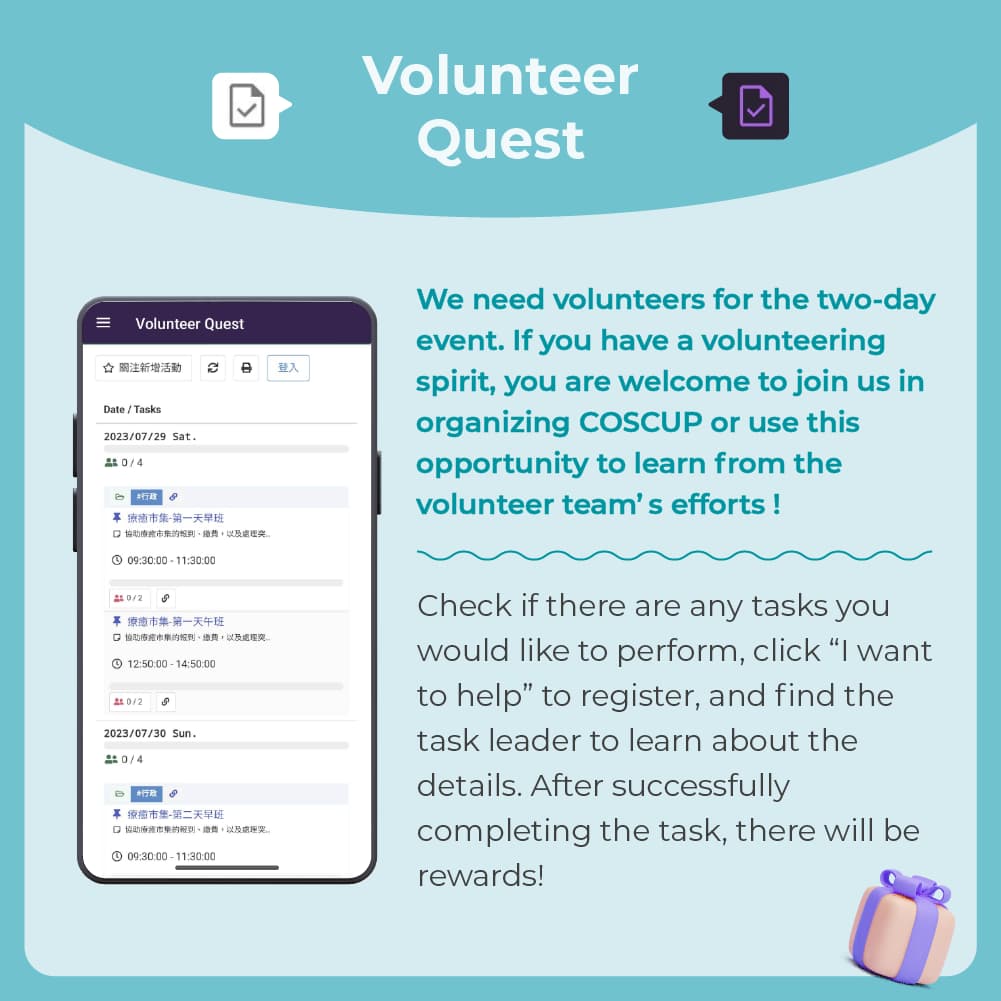 Volunteer
Quest
Volunteer Quest
關注新增活動
登入
Date / Tasks
2023/07/29 Sat.
0 / 4
#行政
療癒市集-第一天早班
協助療癒市集的報到、繳費，以及處理突...
09:30:00 - 11:30:00
0 / 2
療癒市集-第一天午班
協助療癒市集的報到、繳費，以及處理突...
12:50:00 - 14:50:00
0 / 2
2023/07/30 Sun.
0 / 4
#行政
療癒市集-第二天早班
協助療癒市集的報到、繳費，以及處理突...
09:30:00 - 11:30:00
We need volunteers for the two-day
event. If you have a volunteering
spirit, you are welcome to join us in
organizing COSCUP or use this
opportunity to learn from the
volunteer team’s efforts !
Check if there are any tasks you
would like to perform, click “I want
to help” to register, and find the
task leader to learn about the
details. After successfully
completing the task, there will be
rewards!